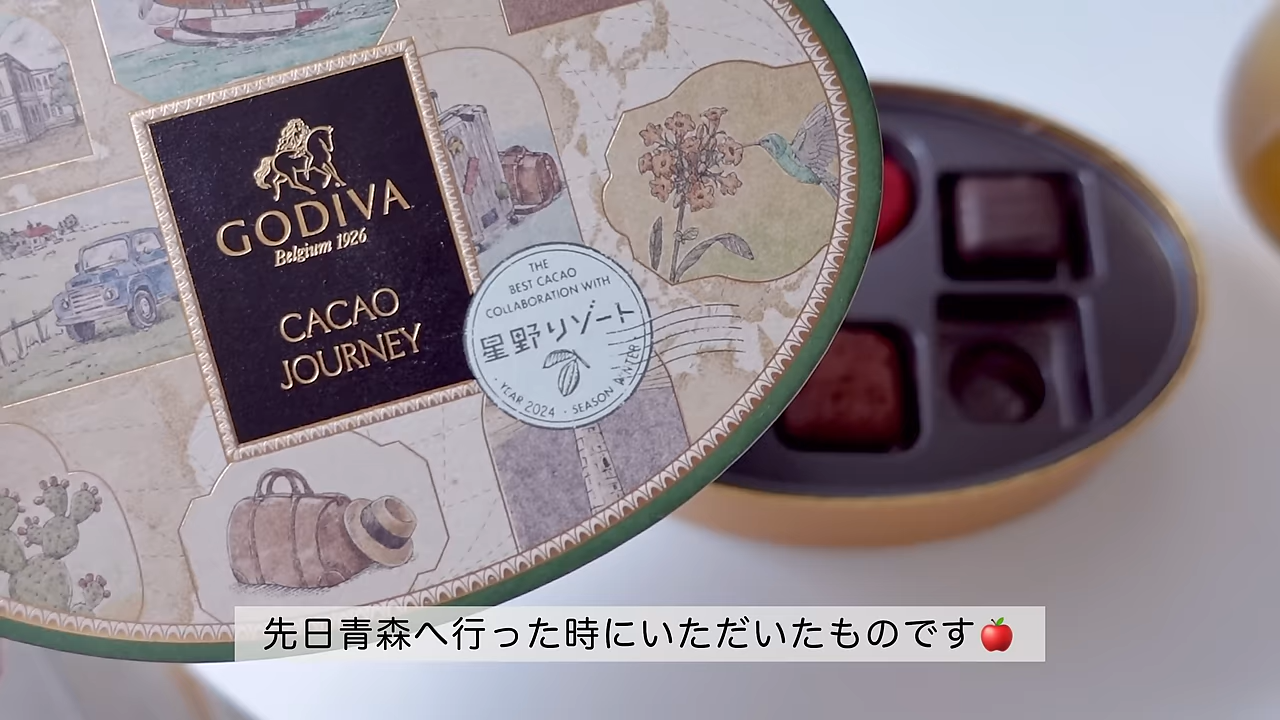 GODIVA
Belgium 1926
CACAO
JOURNEY
THE
BEST CACAO
COLLABORATION WITH
星野リゾート
・YEAR 2024・SEASON WINTER
先日青森へ行った時にいただいたものです🍎